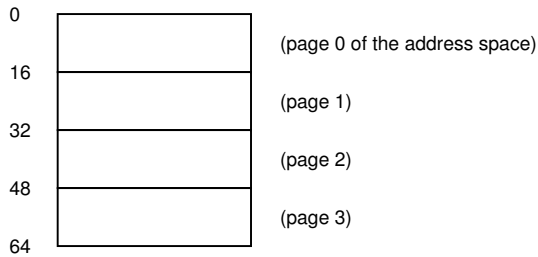 0
(page 0 of the address space)
16
(page 1)
32
(page 2)
48
(page 3)
64